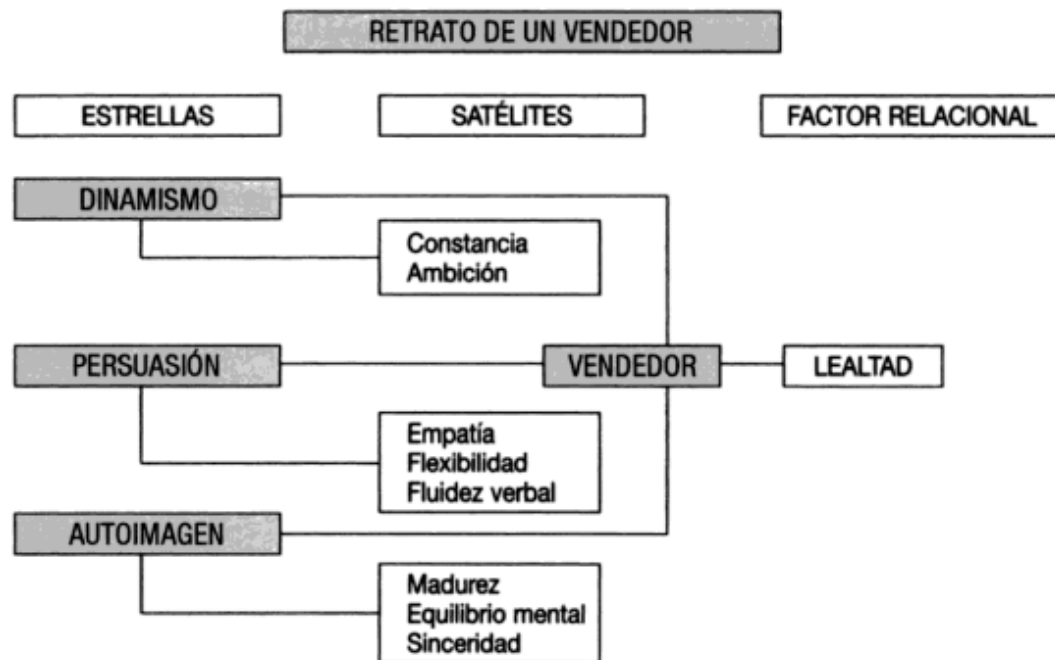 RETRATO DE UN VENDEDOR
ESTRELLAS
SATÉLITES
FACTOR RELACIONAL
DINAMISMO
Constancia
Ambición
PERSUASIÓN
VENDEDOR
LEALTAD
Empatía
Flexibilidad
Fluidez verbal
AUTOIMAGEN
Madurez
Equilibrio mental
Sinceridad